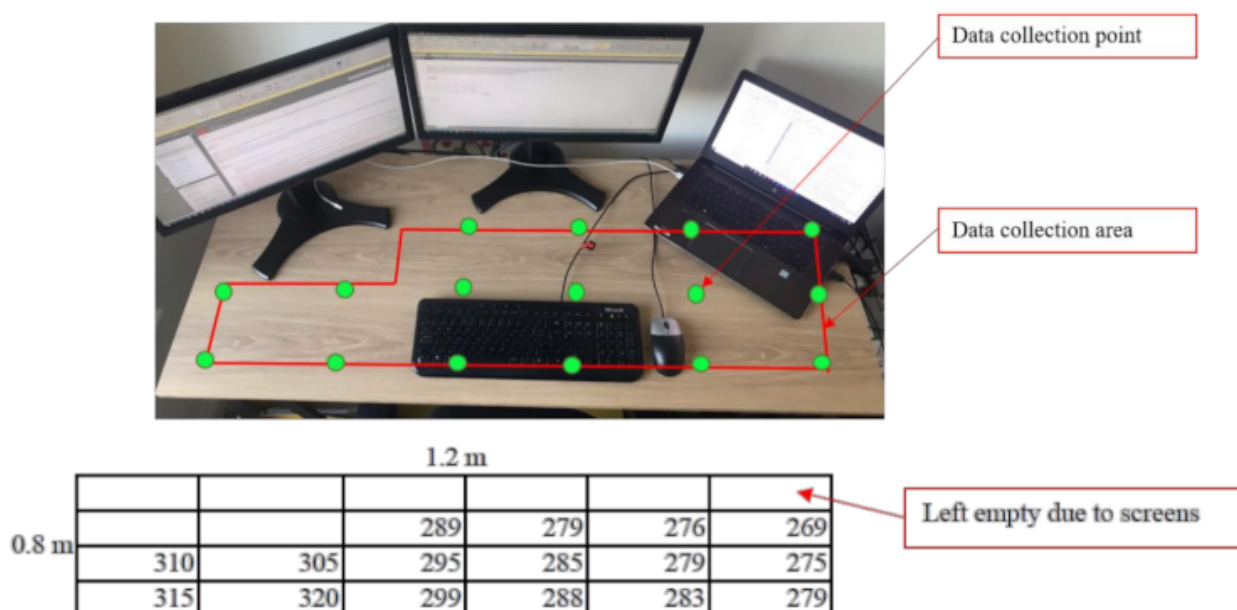 Data collection point
Data collection area
1.2 m
Left empty due to screens
289 279 276 269
0.8 m
310 305 295 285 279 275
315 320 299 288 283 279